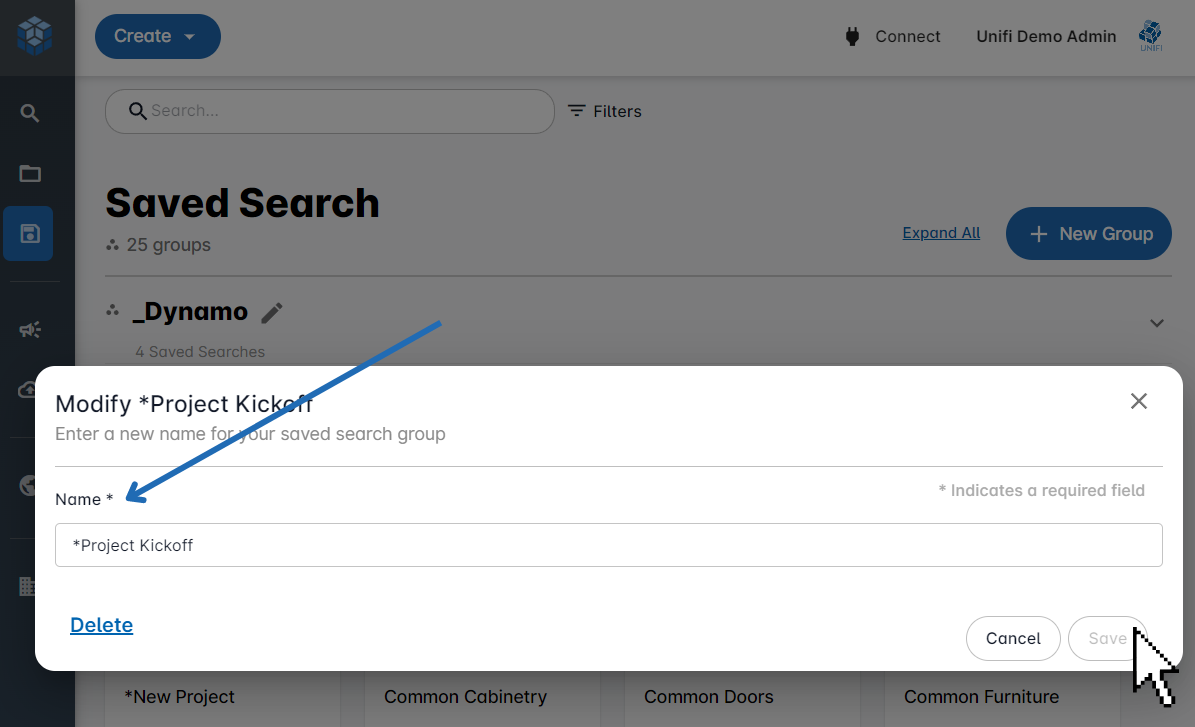 Create
Connect
Unifi Demo Admin
UNIFI
Search...
Filters
Saved Search
25 groups
Expand All
+ New Group
_Dynamo
4 Saved Searches
Modify *Project Kickoff
Enter a new name for your saved search group
* Indicates a required field
Name *
*Project Kickoff
Delete
Cancel
Save
*New Project
Common Cabinetry
Common Doors
Common Furniture